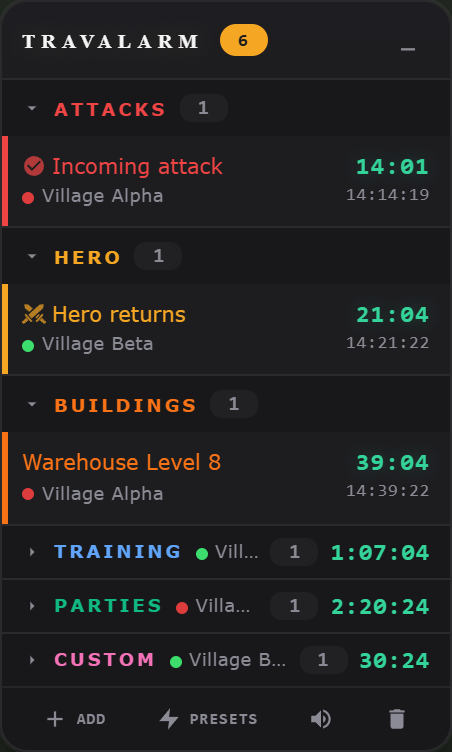 TRAVALARM 6
ATTACKS 1
Incoming attack 14:01
Village Alpha 14:14:19
HERO 1
Hero returns 21:04
Village Beta 14:21:22
BUILDINGS 1
Warehouse Level 8 39:04
Village Alpha 14:39:22
TRAINING Vill... 1 1:07:04
PARTIES Villa... 1 2:20:24
CUSTOM Village B... 1 30:24
ADD PRESETS